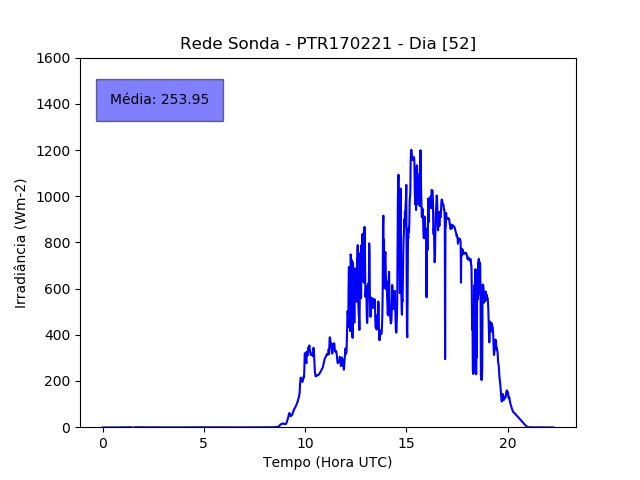 Rede Sonda - PTR170221 - Dia [52]
Média: 253.95
Irradiância (Wm-2)
1600
1400
1200
1000
800
600
400
200
0
0 5 10 15 20
Tempo (Hora UTC)